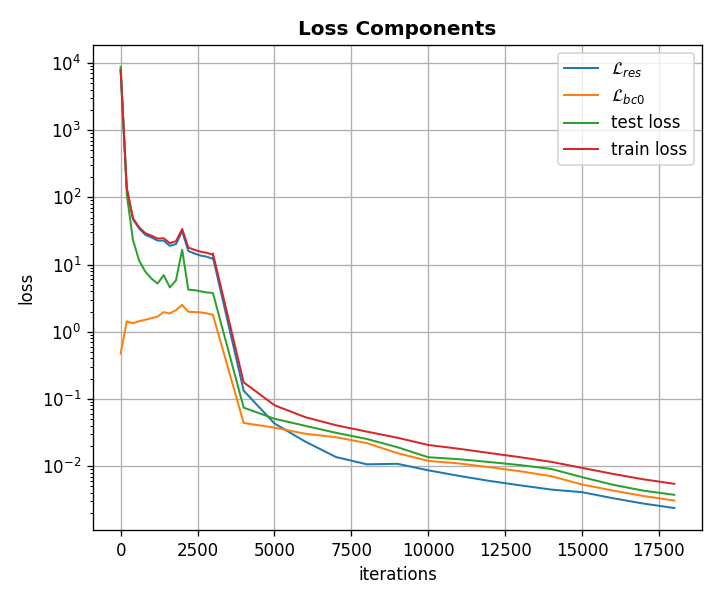 Loss Components
10⁴
10³
10²
10¹
10⁰
10⁻¹
10⁻²
loss
0
2500
5000
7500
10000
12500
15000
17500
iterations
ℒ_res
ℒ_bc0
test loss
train loss